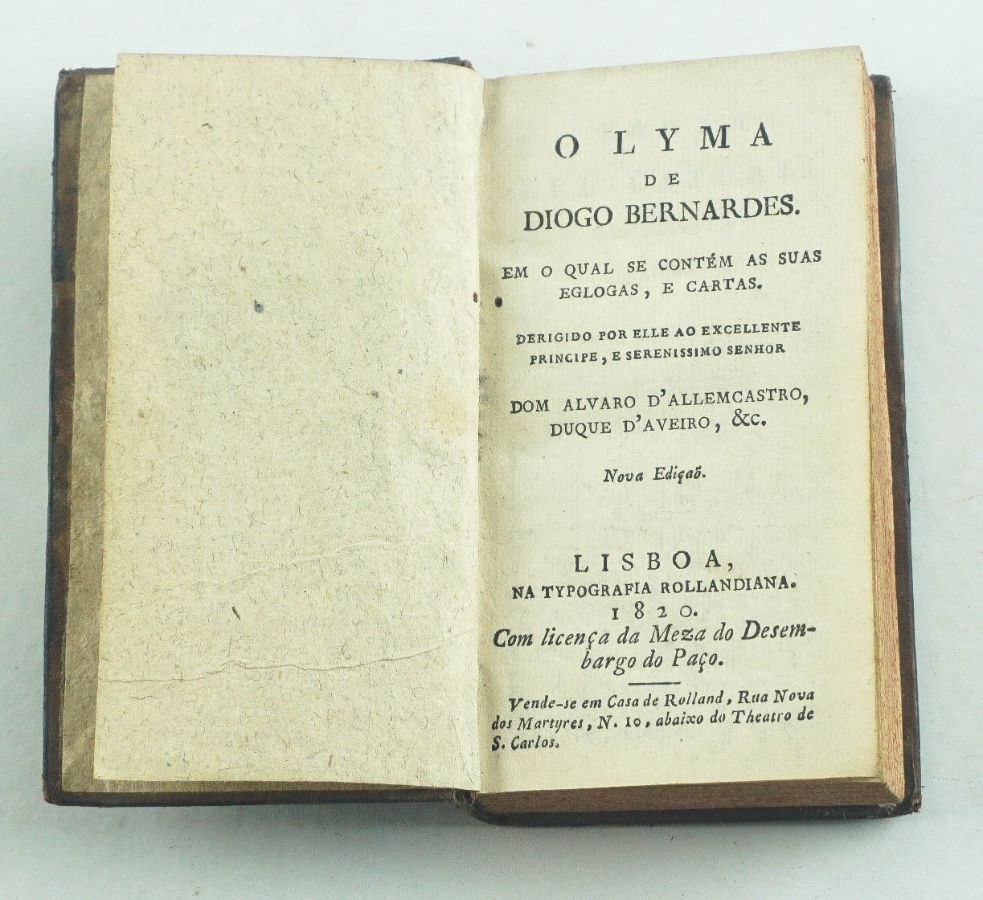 O LYMA
DE
DIOGO BERNARDES.
EM O QUAL SE CONTÉM AS SUAS
EGLOGAS, E CARTAS.
DERIGIDO POR ELLE AO EXCELLENTE
PRINCIPE, E SERENISSIMO SENHOR
DOM ALVARO D'ALLEMCASTRO,
DUQUE D'AVEIRO, &C.
Nova Ediçaõ.
LISBOA,
NA TYPOGRAFIA ROLLANDIANA.
1820.
Com licença da Meza do Desem-
bargo do Paço.
Vende-se em Casa de Rolland, Rua Nova
dos Martyres, N. 10, abaixo do Theatro de
S. Carlos.